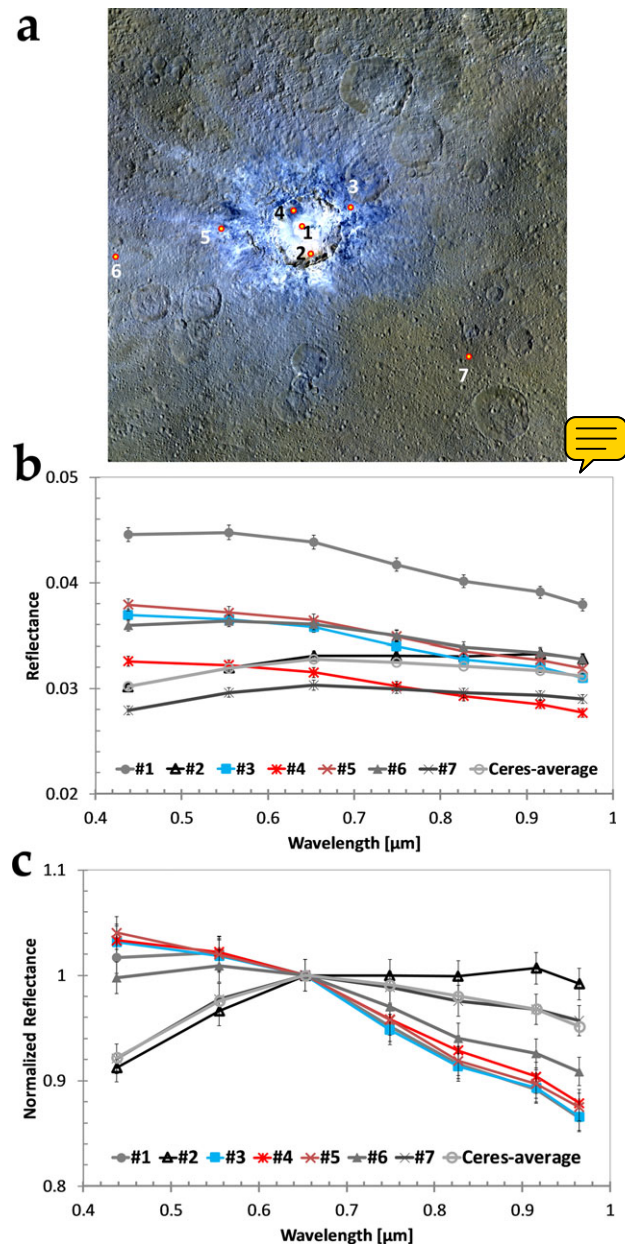 a
3
4
5
1
2
6
7
b
0.05
0.04
0.03
0.02
Reflectance
#1 #2 #3 #4 #5 #6 #7 Ceres-average
0.4 0.5 0.6 0.7 0.8 0.9 1
Wavelength [µm]
c
1.1
1
0.9
0.8
Normalized Reflectance
#1 #2 #3 #4 #5 #6 #7 Ceres-average
0.4 0.5 0.6 0.7 0.8 0.9 1
Wavelength [µm]